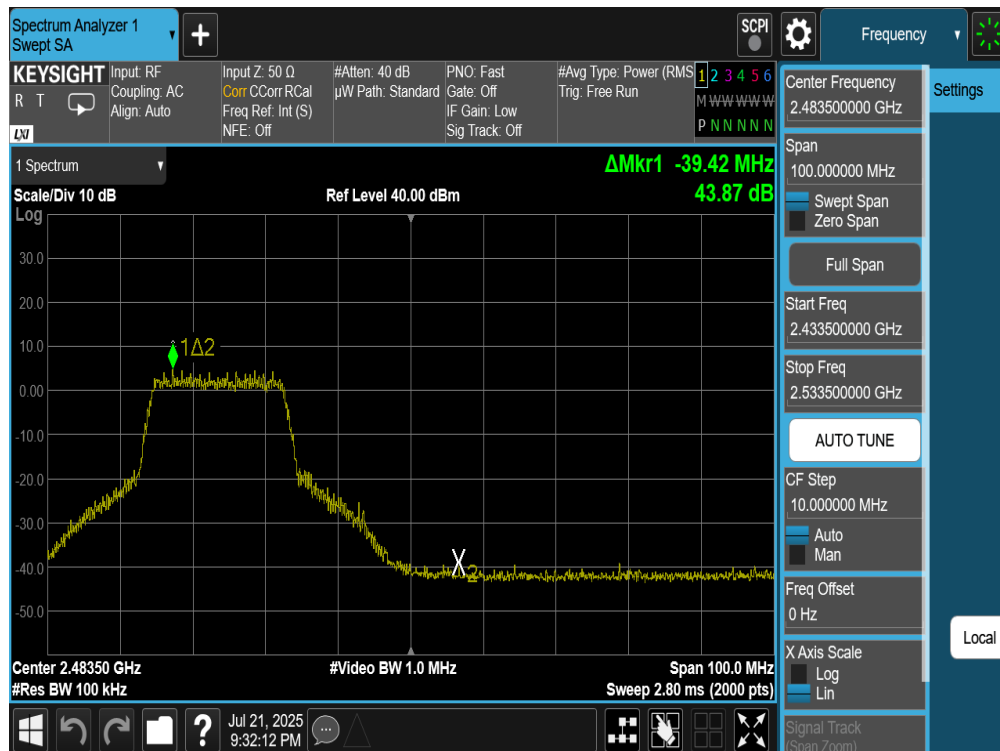 Spectrum Analyzer 1
Swept SA
+
SCPI
Frequency
KEYSIGHT
R T
LXI
Input: RF
Coupling: AC
Align: Auto
Input Z: 50 Ω
Corr CCorr RCal
Freq Ref: Int (S)
NFE: Off
#Atten: 40 dB
µW Path: Standard
PNO: Fast
Gate: Off
IF Gain: Low
Sig Track: Off
#Avg Type: Power (RMS
Trig: Free Run
1 2 3 4 5 6
M W W W W W
P N N N N N
1 Spectrum
ΔMkr1 -39.42 MHz
43.87 dB
Scale/Div 10 dB
Ref Level 40.00 dBm
Log
30.0
20.0
10.0
0.00
-10.0
-20.0
-30.0
-40.0
-50.0
1Δ2
X
2
Center 2.48350 GHz
#Video BW 1.0 MHz
Span 100.0 MHz
#Res BW 100 kHz
Sweep 2.80 ms (2000 pts)
?
Jul 21, 2025
9:32:12 PM
Center Frequency
2.483500000 GHz
Span
100.000000 MHz
Swept Span
Zero Span
Full Span
Start Freq
2.433500000 GHz
Stop Freq
2.533500000 GHz
AUTO TUNE
CF Step
10.000000 MHz
Auto
Man
Freq Offset
0 Hz
X Axis Scale
Log
Lin
Signal Track
(Span Zoom)
Settings
Local